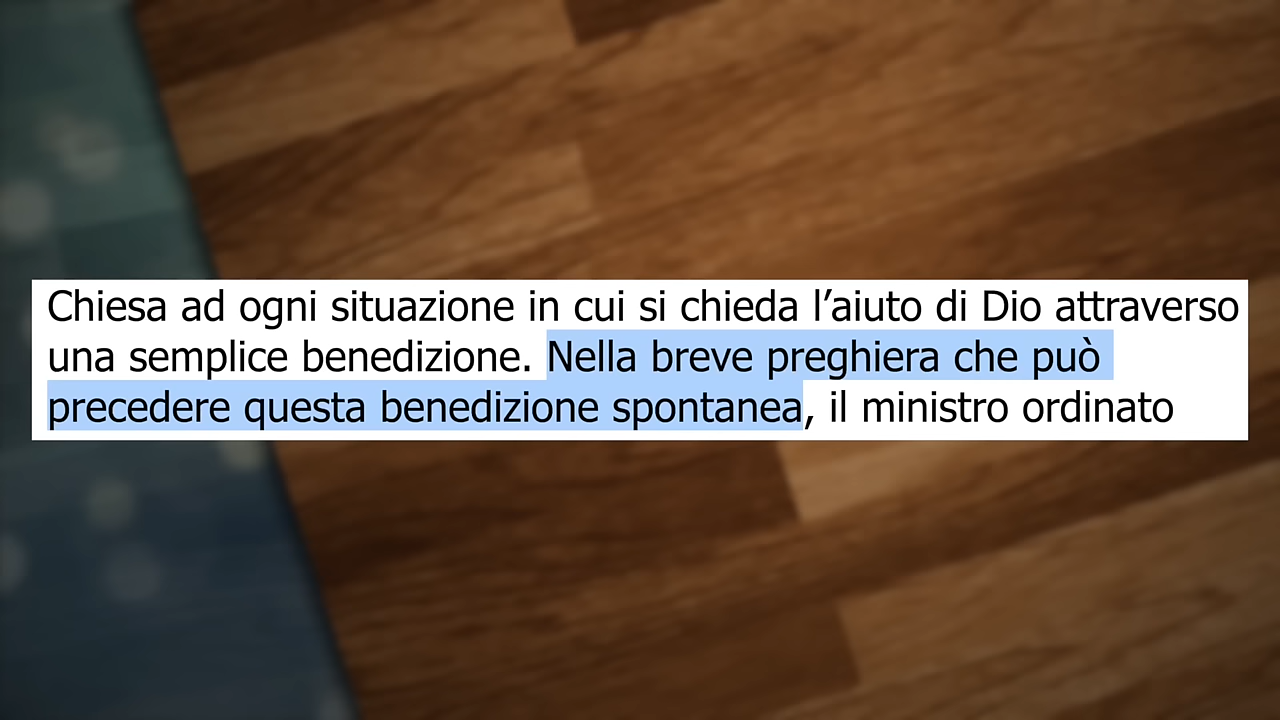 Chiesa ad ogni situazione in cui si chieda l’aiuto di Dio attraverso
una semplice benedizione. Nella breve preghiera che può
precedere questa benedizione spontanea, il ministro ordinato